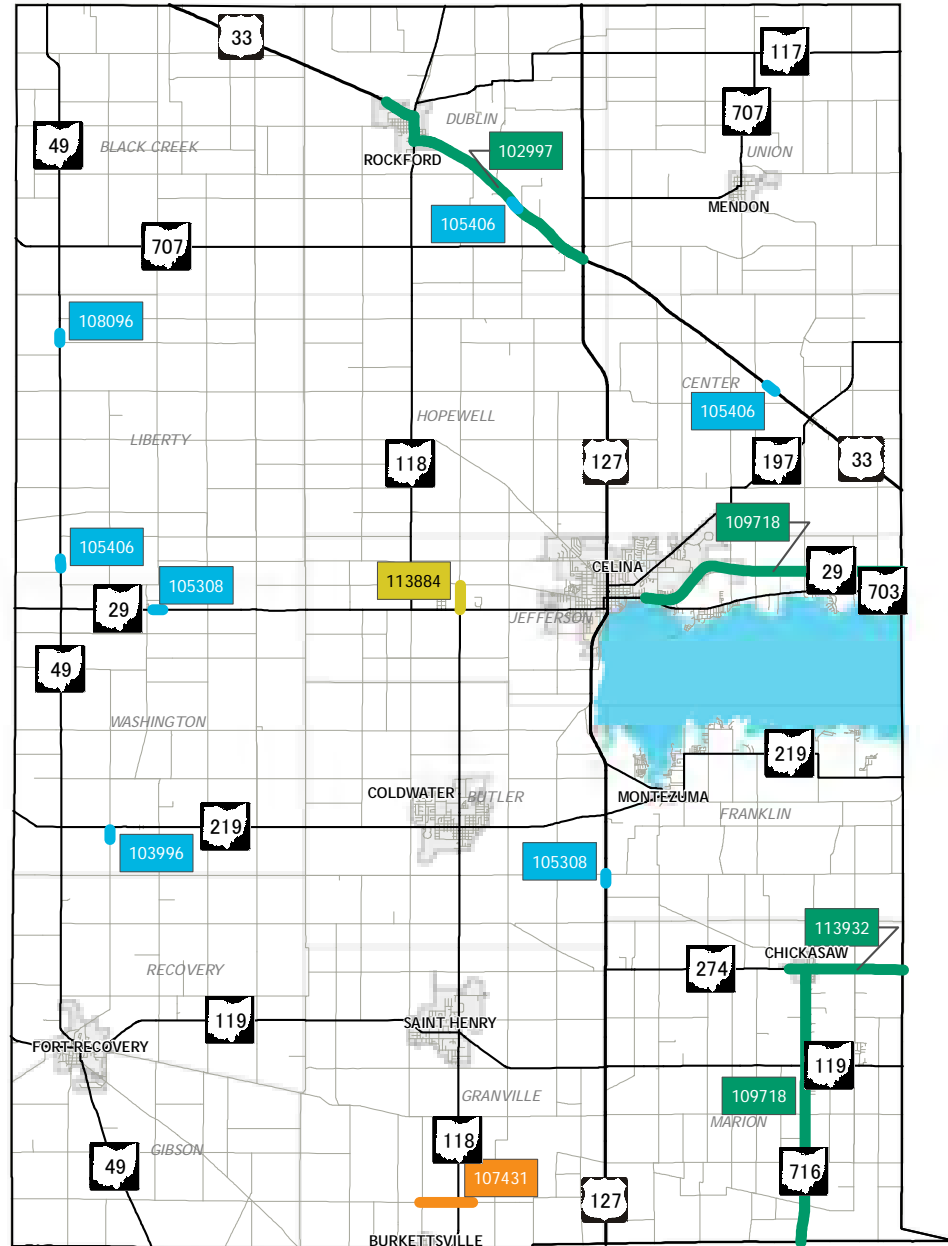 33
117
707
DUBLIN
49
BLACK CREEK
102997
UNION
ROCKFORD
MENDON
105406
707
108096
CENTER
105406
HOPEWELL
LIBERTY
118
127
197
33
109718
105406
CELINA
29
105308
113884
703
29
JEFFERSON
49
WASHINGTON
219
COLDWATER
BUTLER
MONTEZUMA
FRANKLIN
219
103996
105308
113932
CHICKASAW
274
RECOVERY
119
SAINT HENRY
FORT RECOVERY
119
GRANVILLE
109718
MARION
118
GIBSON
49
107431
716
127
BURKETTSVILLE